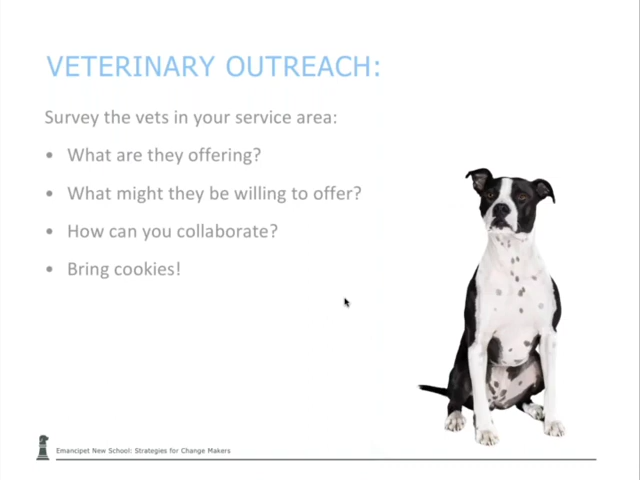 VETERINARY OUTREACH:
Survey the vets in your service area:
• What are they offering?
• What might they be willing to offer?
• How can you collaborate?
• Bring cookies!
Emancipet New School: Strategies for Change Makers